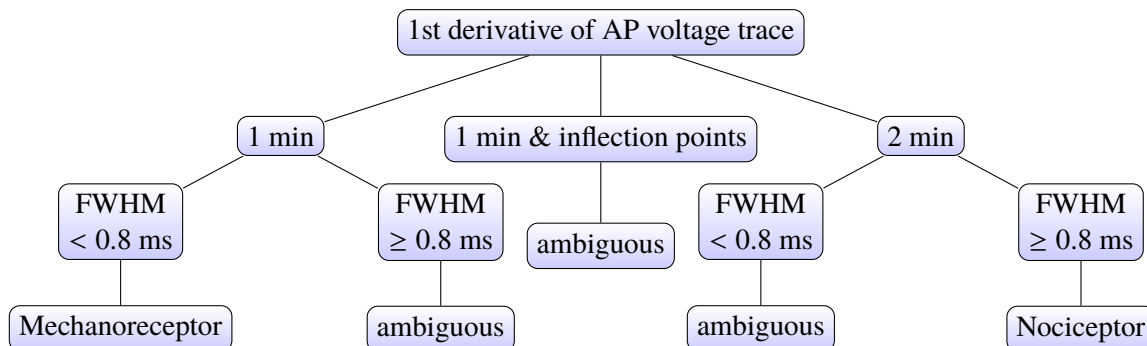 1st derivative of AP voltage trace
1 min
1 min & inflection points
2 min
FWHM
< 0.8 ms
FWHM
≥ 0.8 ms
ambiguous
FWHM
< 0.8 ms
FWHM
≥ 0.8 ms
Mechanoreceptor
ambiguous
ambiguous
Nociceptor